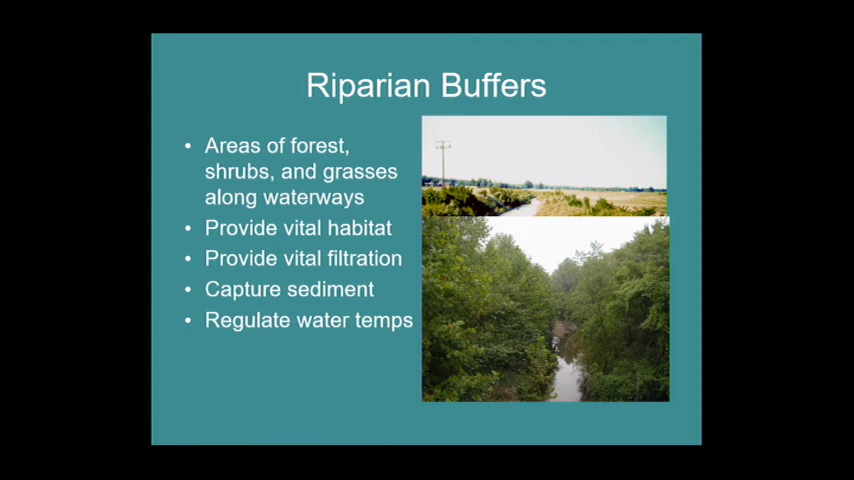 Riparian Buffers
• Areas of forest,
shrubs, and grasses
along waterways
• Provide vital habitat
• Provide vital filtration
• Capture sediment
• Regulate water temps